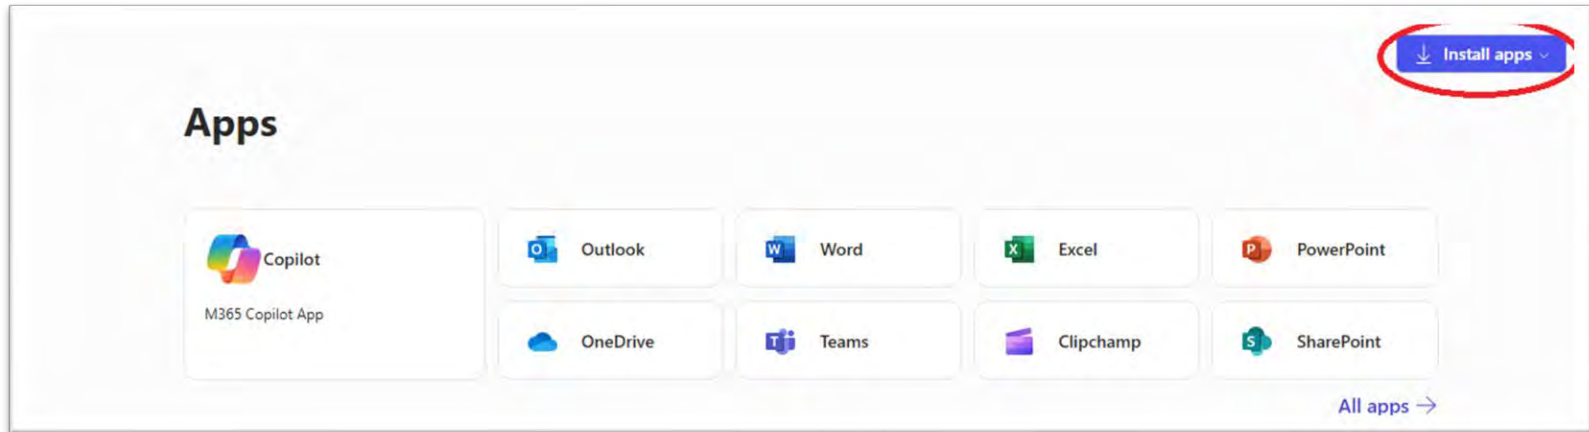 Install apps
Apps
Copilot
M365 Copilot App
Outlook
Word
Excel
PowerPoint
OneDrive
Teams
Clipchamp
SharePoint
All apps